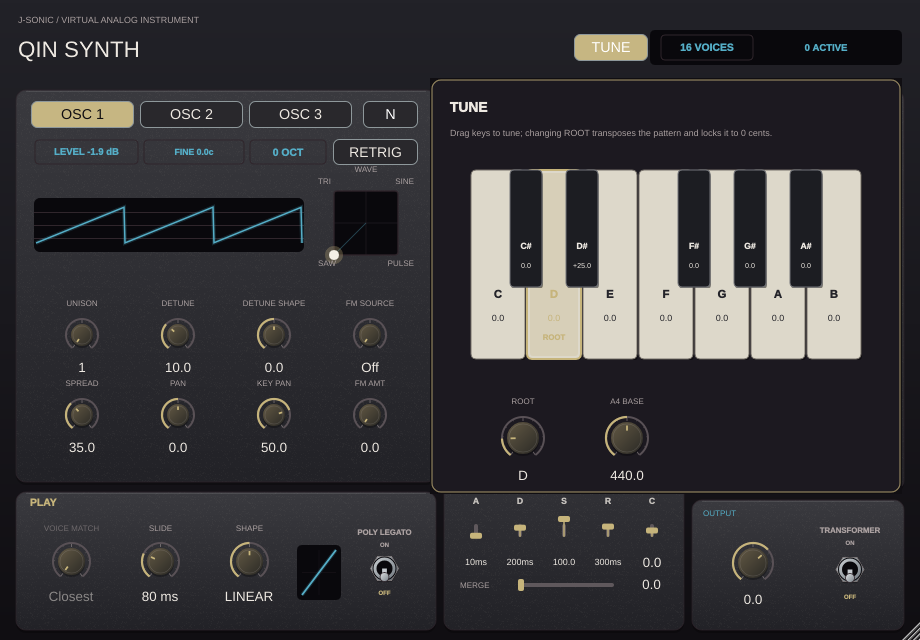 J-SONIC / VIRTUAL ANALOG INSTRUMENT
QIN SYNTH
TUNE
16 VOICES
0 ACTIVE
OSC 1
OSC 2
OSC 3
N
LEVEL -1.9 dB
FINE 0.0c
0 OCT
RETRIG
WAVE
TRI
SINE
SAW
PULSE
UNISON
DETUNE
DETUNE SHAPE
FM SOURCE
1
10.0
0.0
Off
SPREAD
PAN
KEY PAN
FM AMT
35.0
0.0
50.0
0.0
TUNE
Drag keys to tune; changing ROOT transposes the pattern and locks it to 0 cents.
C#
D#
F#
G#
A#
0.0
+25.0
0.0
0.0
0.0
C
D
E
F
G
A
B
0.0
0.0
0.0
0.0
0.0
0.0
0.0
ROOT
ROOT
A4 BASE
D
440.0
PLAY
VOICE MATCH
SLIDE
SHAPE
POLY LEGATO
ON
OFF
Closest
80 ms
LINEAR
A
D
S
R
C
10ms
200ms
100.0
300ms
0.0
MERGE
0.0
OUTPUT
TRANSFORMER
ON
OFF
0.0